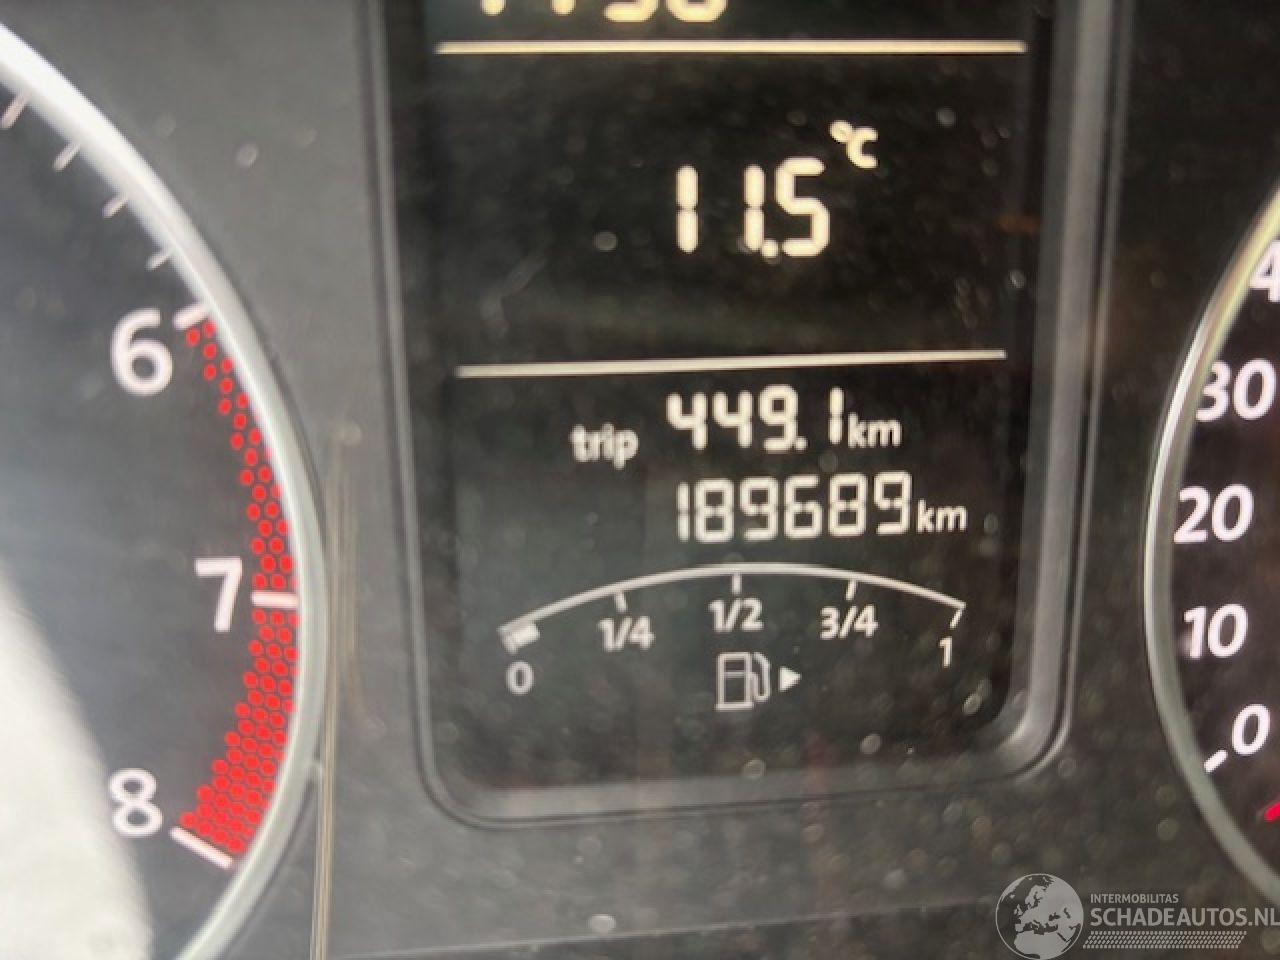 11.5 °C
trip 449.1 km
189689 km
0 1/4 1/2 3/4 1
6
7
8
30
20
10
0
INTERMOBILITAS
SCHADEAUTOS.NL